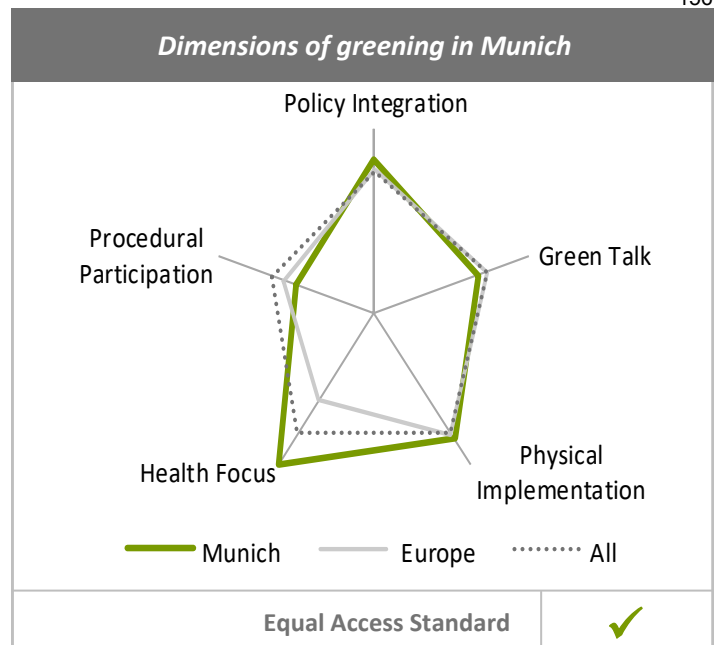 Dimensions of greening in Munich
Policy Integration
Procedural
Participation
Green Talk
Health Focus
Physical
Implementation
Munich
Europe
All
Equal Access Standard